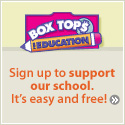 BOX TOPS
FOR EDUCATION
Sign up to support
our school.
It's easy and free!